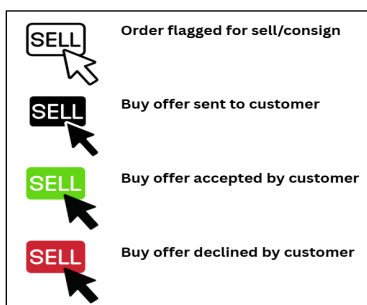 SELL
Order flagged for sell/consign
SELL
Buy offer sent to customer
SELL
Buy offer accepted by customer
SELL
Buy offer declined by customer